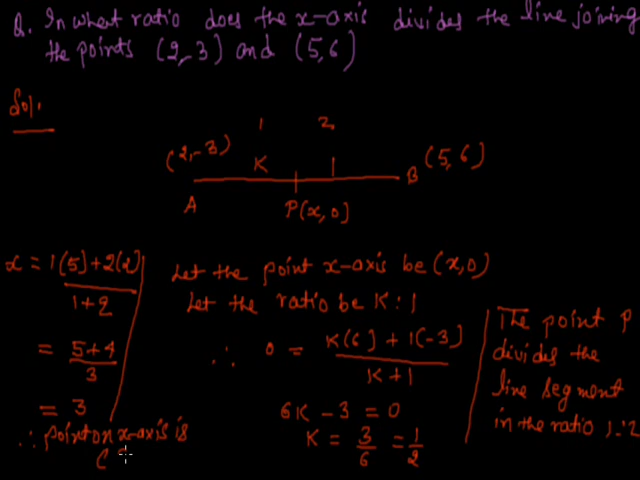 Q. In what ratio does the x-axis divides the line joining
the points (2,-3) and (5,6)
Sol.
1 2
(2,-3) K 1 (5,6)
A P(x,0) B
Let the point x-axis be (x,0)
Let the ratio be K:1
∴ 0 = K(6) + 1(-3) / K+1
6K - 3 = 0
K = 3/6 = 1/2
The point P
divides the
line segment
in the ratio 1:2
x = 1(5)+2(2) / 1+2
= 5+4 / 3
= 3
∴ point on x-axis is
(